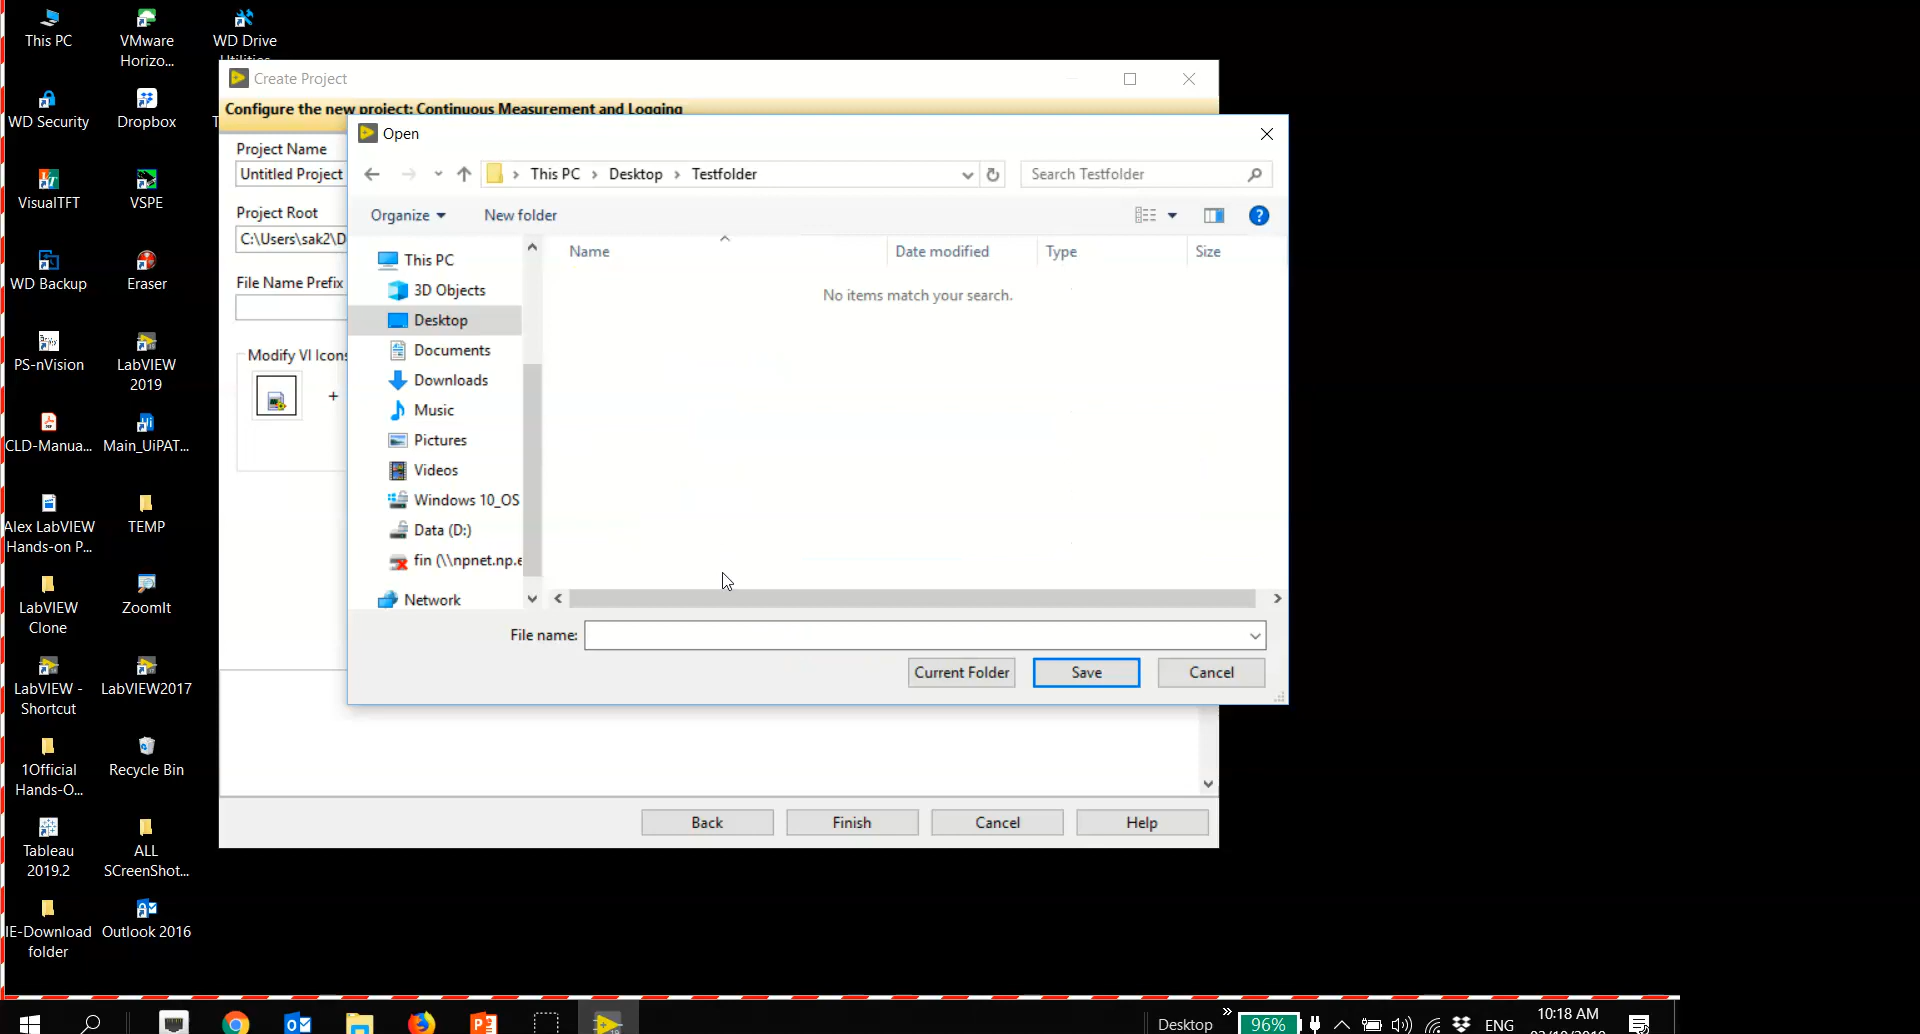 This PC
VMware
Horizo...
WD Drive
WD Security
Dropbox
VisualTFT
VSPE
WD Backup
Eraser
PS-nVision
LabVIEW
2019
CLD-Manua...
Main_UiPAT...
Alex LabVIEW
Hands-on P...
TEMP
LabVIEW
Clone
ZoomIt
LabVIEW -
Shortcut
LabVIEW2017
1Official
Hands-O...
Recycle Bin
Tableau
2019.2
ALL
SCreenShot...
IE-Download
folder
Outlook 2016
Create Project
Configure the new project: Continuous Measurement and Logging
Project Name
Untitled Project
Project Root
C:\Users\sak2\D
File Name Prefix
Modify VI Icons
+
Open
This PC > Desktop > Testfolder
Search Testfolder
Organize
New folder
This PC
3D Objects
Desktop
Documents
Downloads
Music
Pictures
Videos
Windows 10_OS
Data (D:)
fin (\\npnet.np.e
Network
Name
Date modified
Type
Size
No items match your search.
File name:
Current Folder
Save
Cancel
Back
Finish
Cancel
Help
Desktop
96%
ENG
10:18 AM